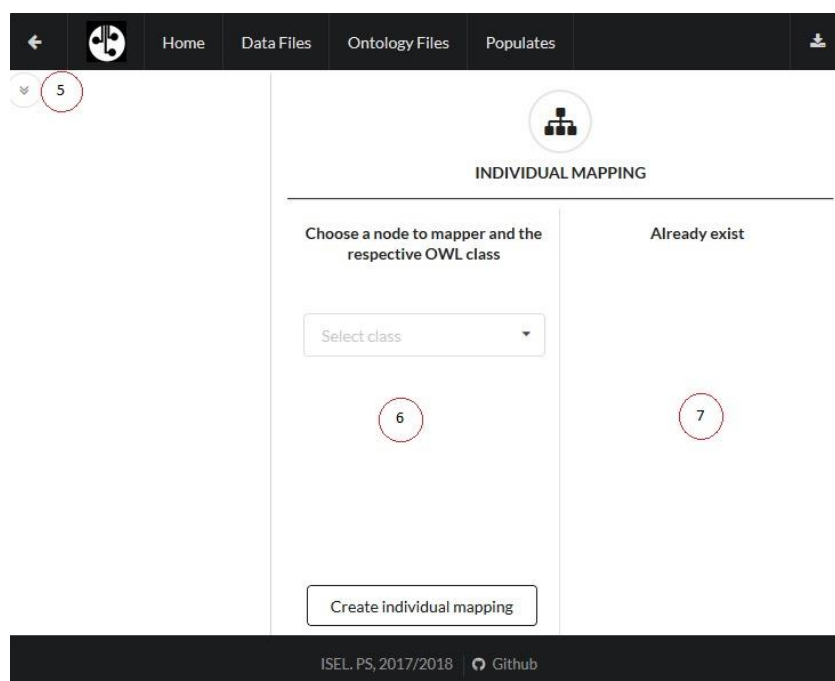 Home Data Files Ontology Files Populates
5
INDIVIDUAL MAPPING
Choose a node to mapper and the
respective OWL class
Already exist
Select class
6
7
Create individual mapping
ISEL. PS, 2017/2018 Github